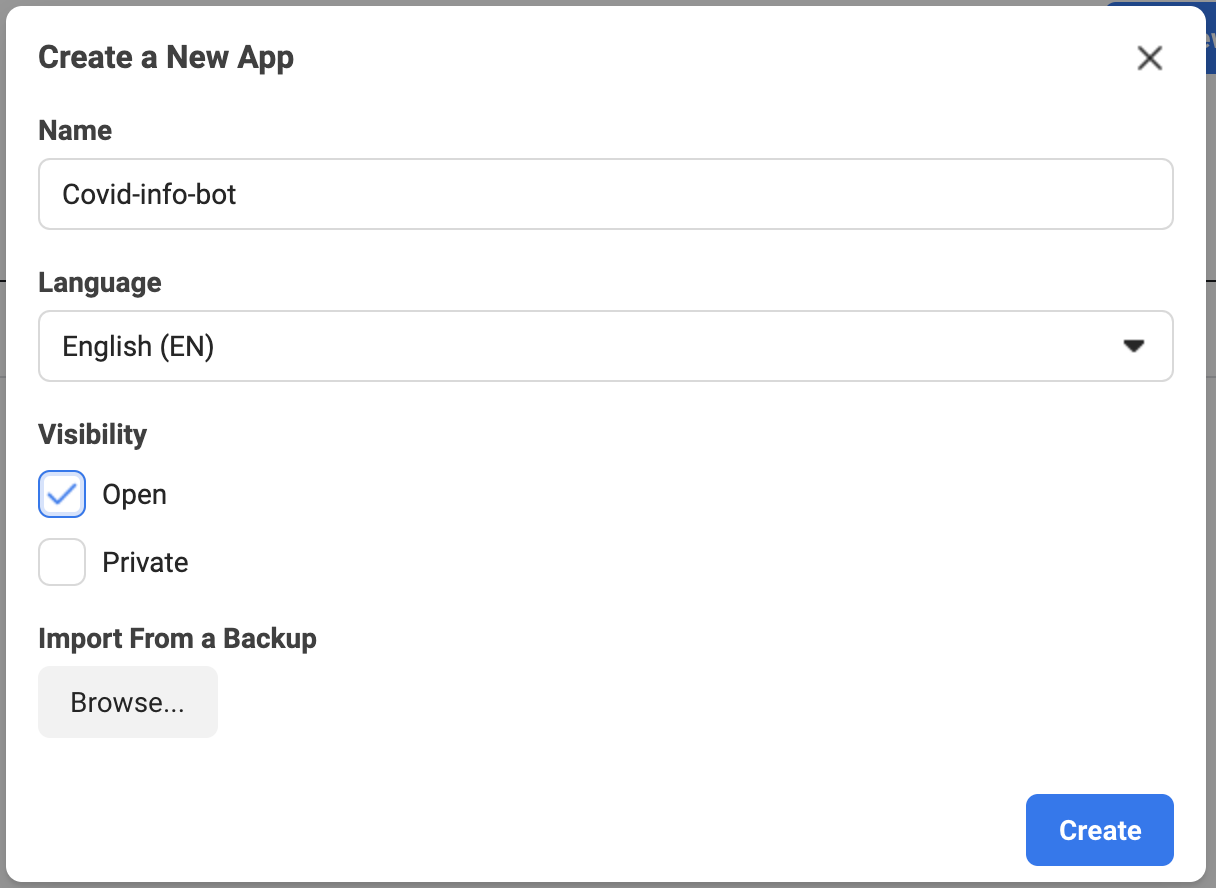 Create a New App
Name
Covid-info-bot
Language
English (EN)
Visibility
Open
Private
Import From a Backup
Browse...
Create